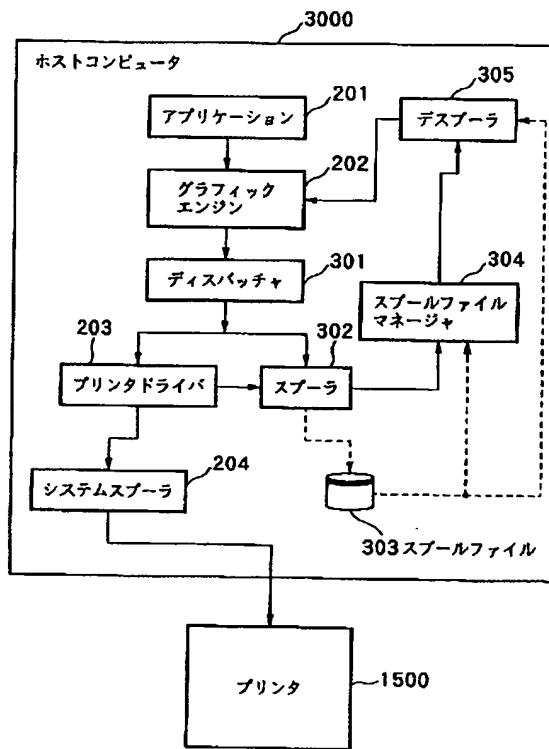 3000
ホストコンピュータ
201
アプリケーション
305
デスプーラ
202
グラフィック
エンジン
301
ディスパッチャ
304
スプールファイル
マネージャ
203
プリンタドライバ
302
スプーラ
204
システムスプーラ
303スプールファイル
プリンタ
1500